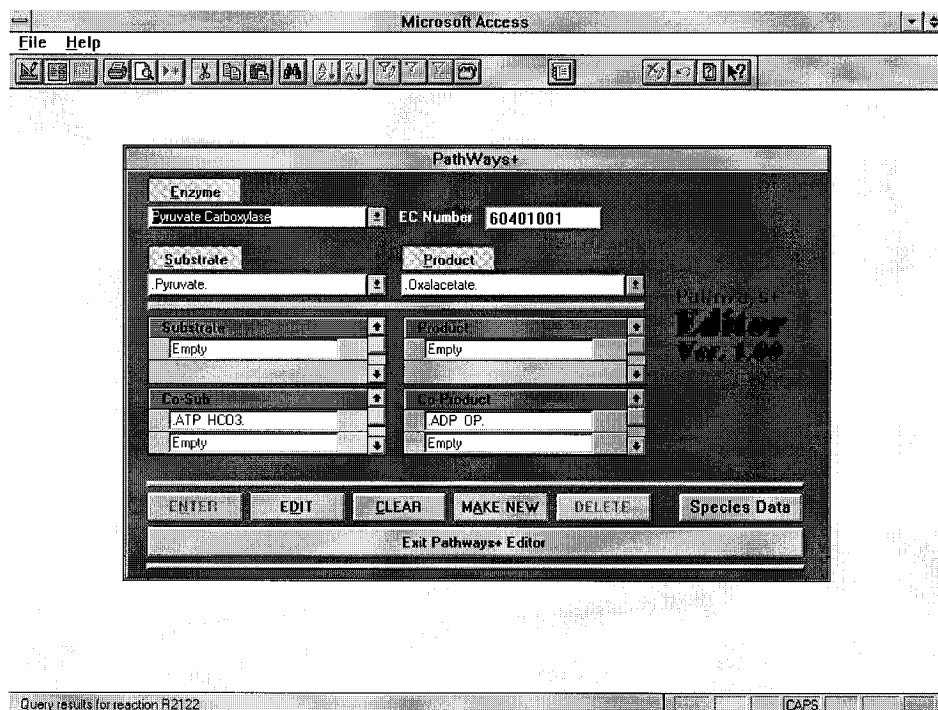 Microsoft Access
File Help
PathWays+
Enzyme
Pyruvate Carboxylase EC Number 60401001
Substrate Product
.Pyruvate. .Oxalacetate.
Pathways+
Editor
Ver. 1.00
Substrate Product
Empty Empty
Co-Sub Co-Product
.ATP HCO3. .ADP OP.
Empty Empty
ENTER EDIT CLEAR MAKE NEW DELETE Species Data
Exit Pathways+ Editor
Query results for reaction R2122 CAPS